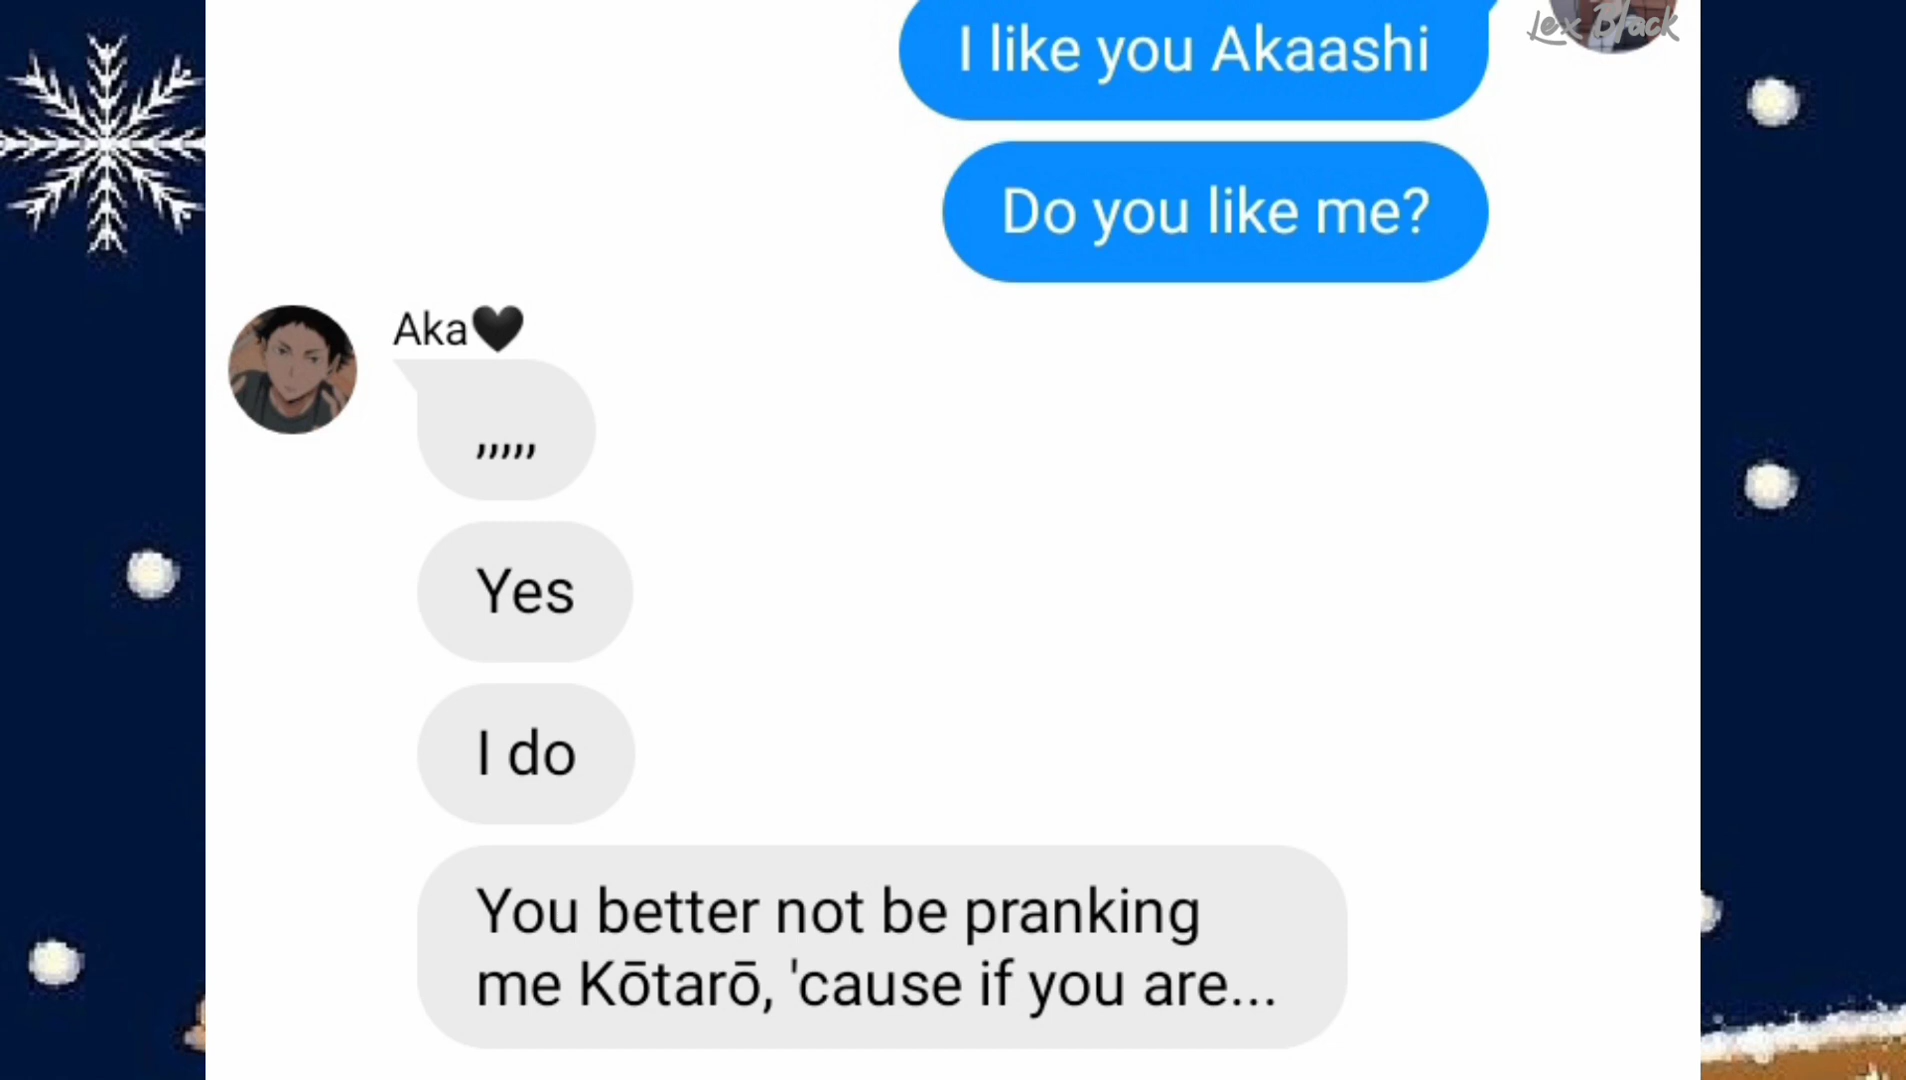 Lex Black
I like you Akaashi
Do you like me?
Aka🖤
,,,,,
Yes
I do
You better not be pranking
me Kōtarō, 'cause if you are...